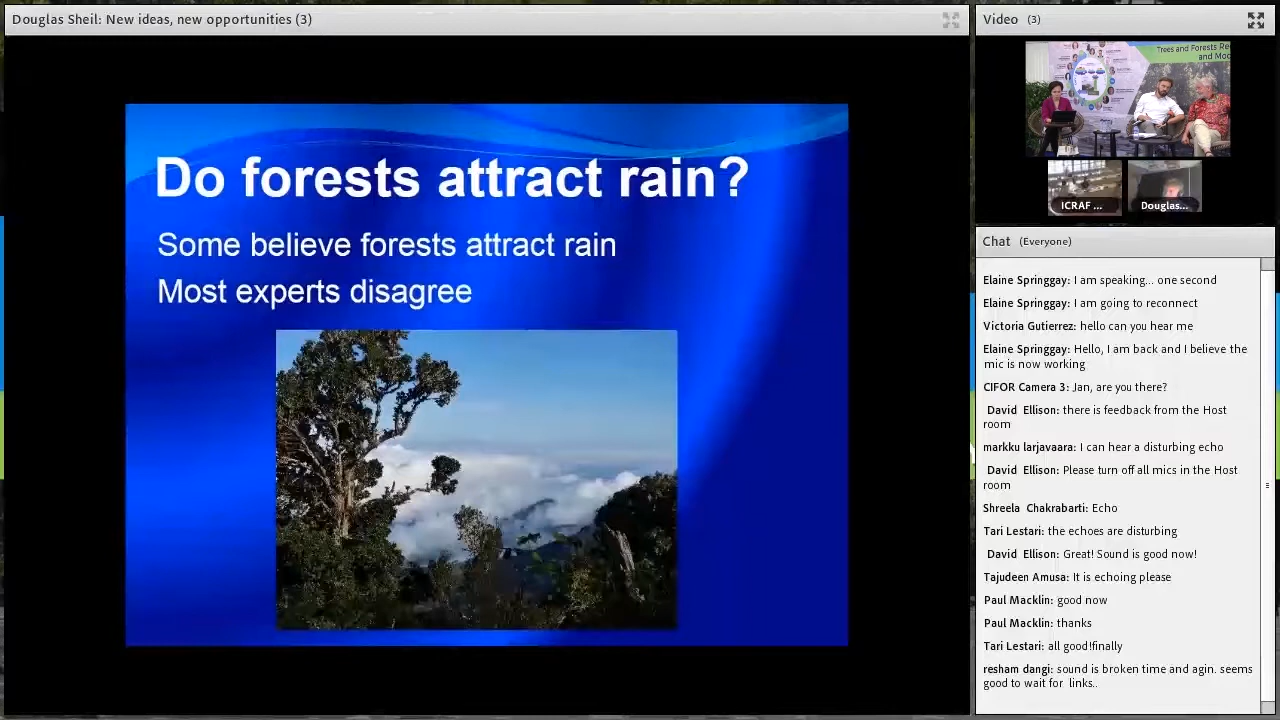 Douglas Sheil: New ideas, new opportunities (3)
Do forests attract rain?
Some believe forests attract rain
Most experts disagree
Video (3)
Trees and Forests Re
and Moo
ICRAF ...
Douglas...
Chat (Everyone)
Elaine Springgay: I am speaking... one second
Elaine Springgay: I am going to reconnect
Victoria Gutierrez: hello can you hear me
Elaine Springgay: Hello, I am back and I believe the
mic is now working
CIFOR Camera 3: Jan, are you there?
David Ellison: there is feedback from the Host
room
markku larjavaara: I can hear a disturbing echo
David Ellison: Please turn off all mics in the Host
room
Shreela Chakrabarti: Echo
Tari Lestari: the echoes are disturbing
David Ellison: Great! Sound is good now!
Tajudeen Amusa: It is echoing please
Paul Macklin: good now
Paul Macklin: thanks
Tari Lestari: all good!finally
resham dangi: sound is broken time and agin. seems
good to wait for links..